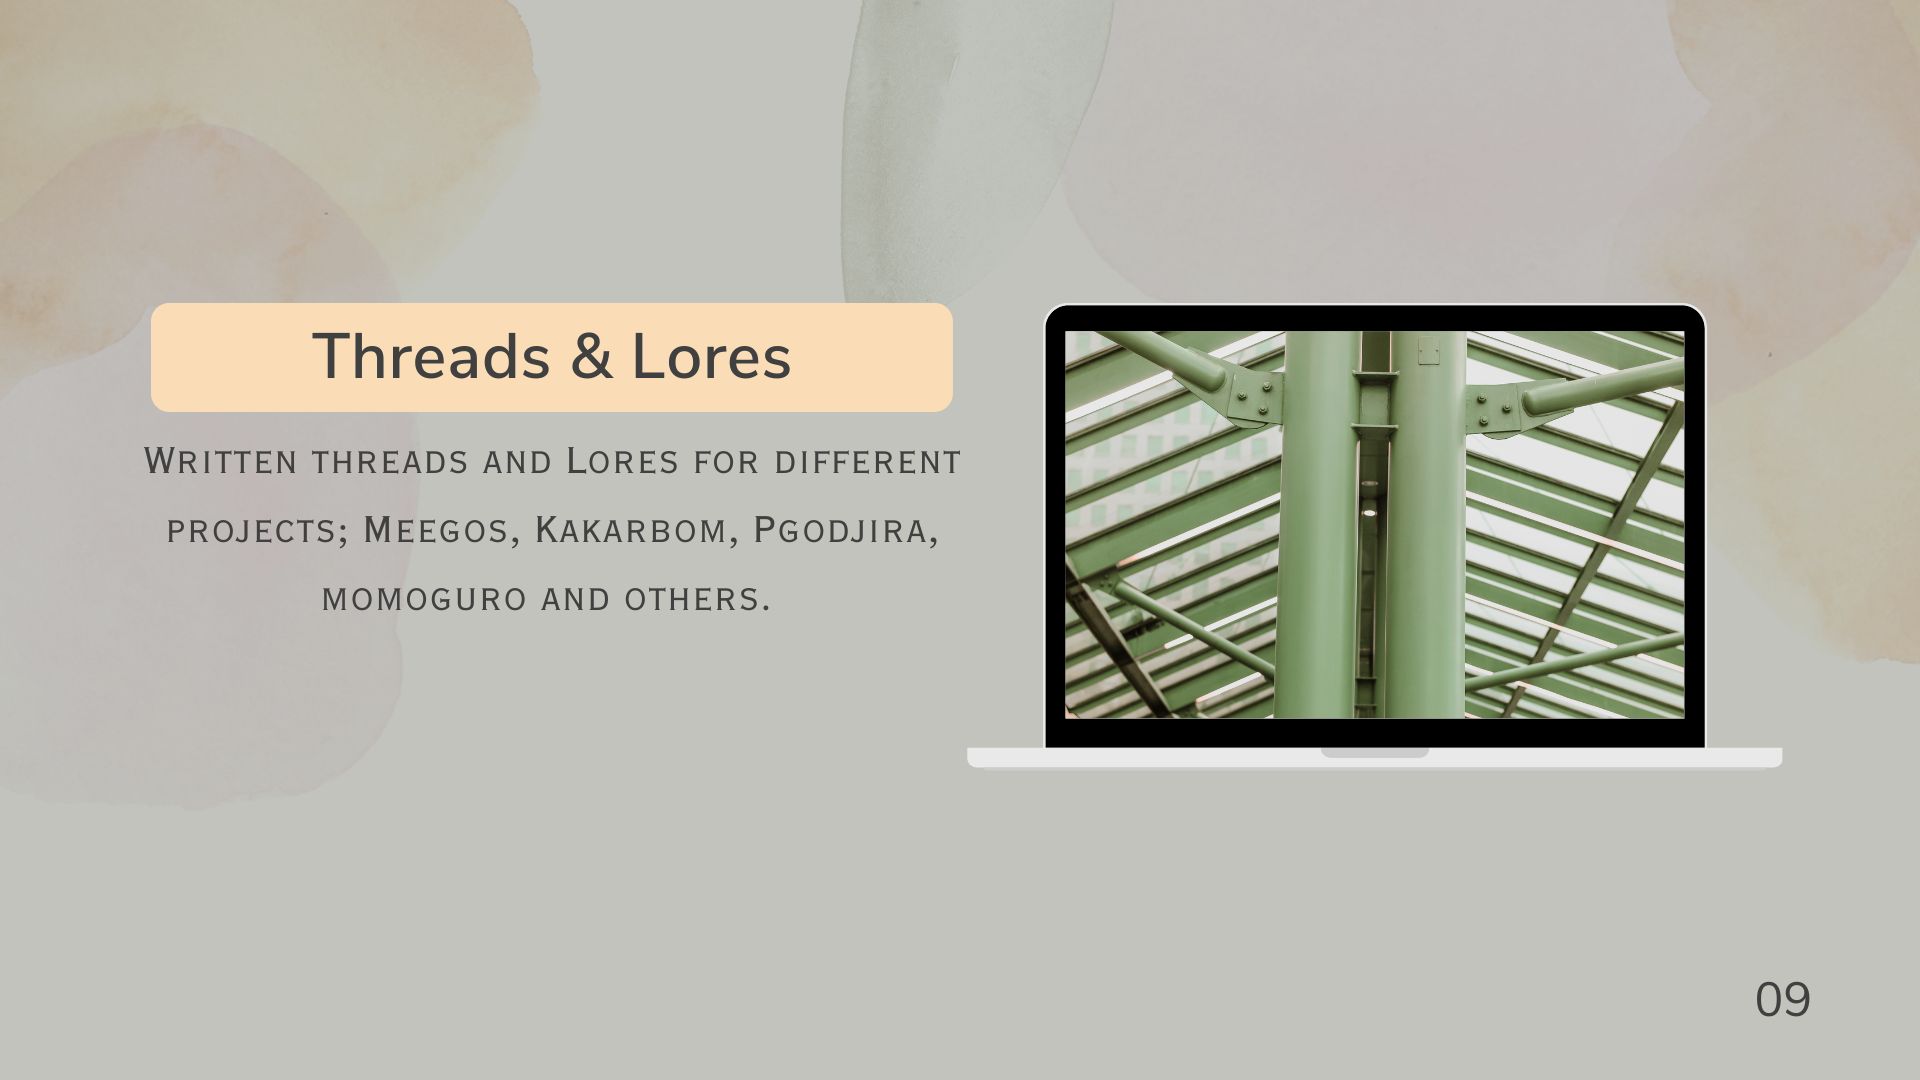 Threads & Lores
Written threads and Lores for different
projects; Meegos, Kakarbom, Pgodjira,
momoguro and others.
09